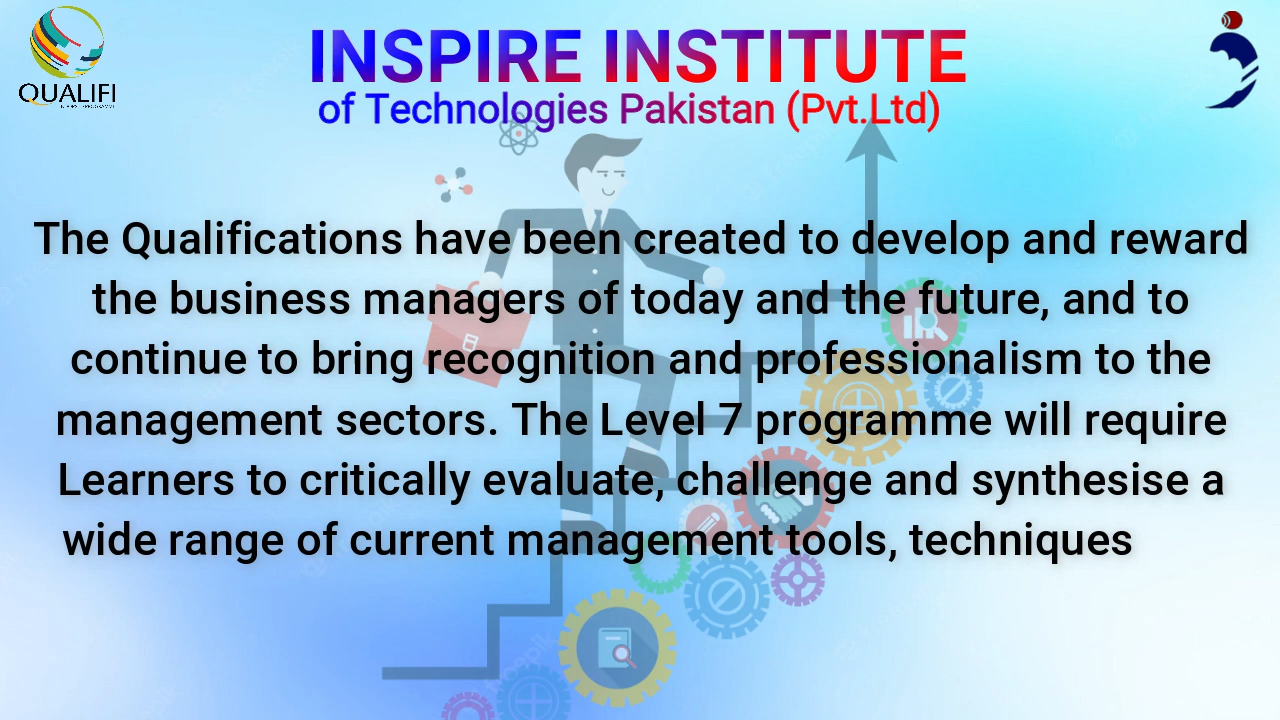 QUALIFI
INSPIRE INSTITUTE
of Technologies Pakistan (Pvt.Ltd)
The Qualifications have been created to develop and reward
the business managers of today and the future, and to
continue to bring recognition and professionalism to the
management sectors. The Level 7 programme will require
Learners to critically evaluate, challenge and synthesise a
wide range of current management tools, techniques